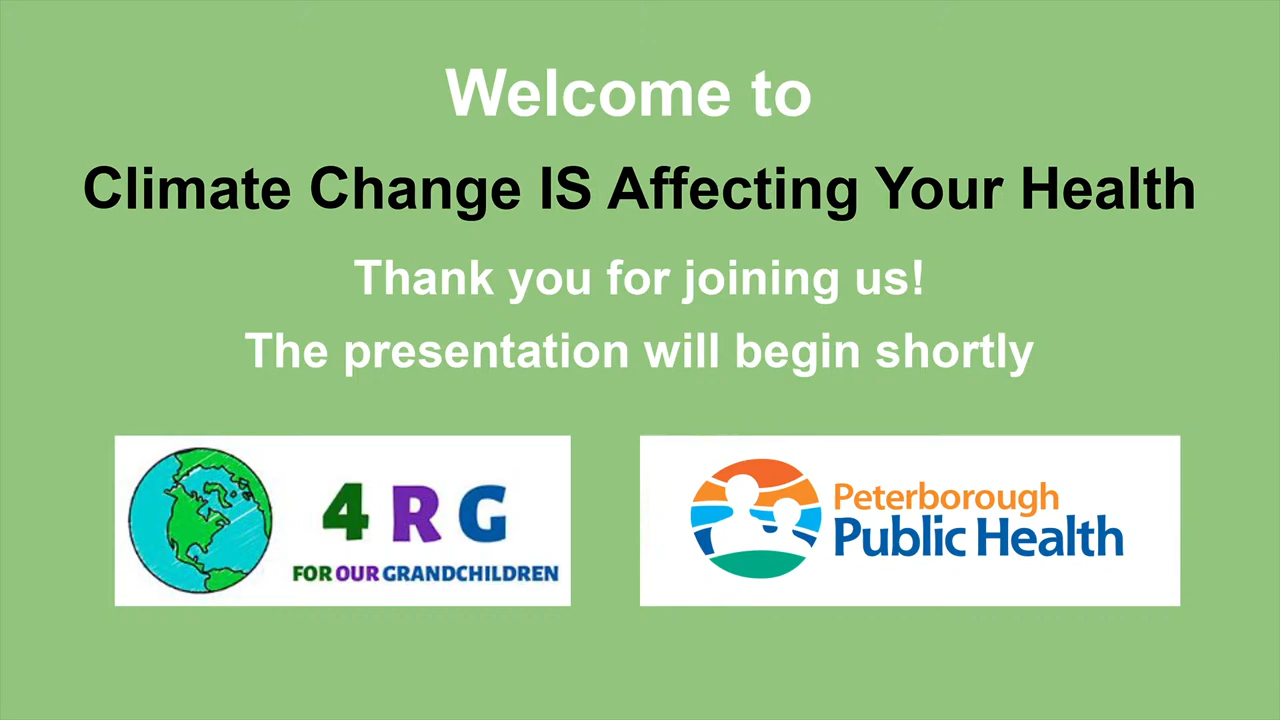 Welcome to
Climate Change IS Affecting Your Health
Thank you for joining us!
The presentation will begin shortly
4 R G
FOR OUR GRANDCHILDREN
Peterborough
Public Health